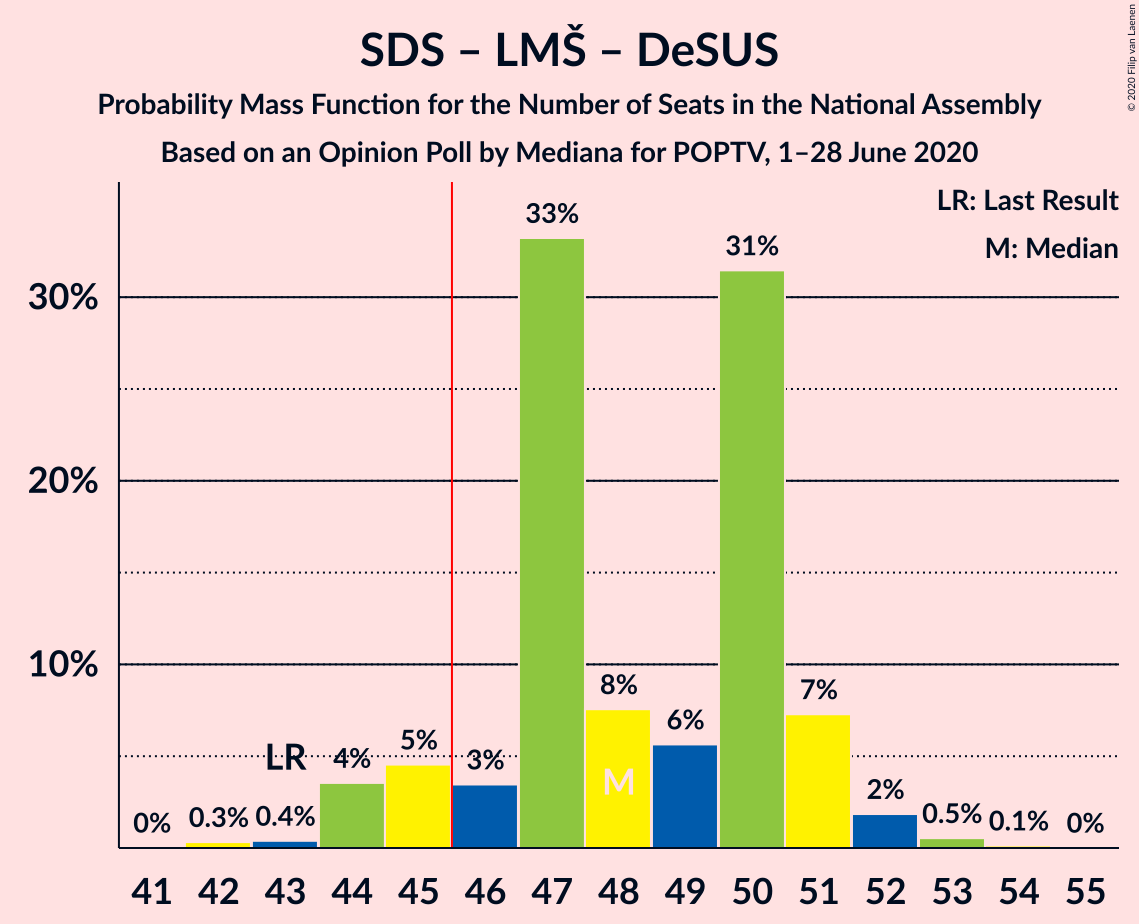 SDS – LMŠ – DeSUS
Probability Mass Function for the Number of Seats in the National Assembly
Based on an Opinion Poll by Mediana for POPTV, 1–28 June 2020
© 2020 Filip van Laenen
LR: Last Result
M: Median
30%
20%
10%
0% 0.3% 0.4% 4% 5% 3% 33% 8% 6% 31% 7% 2% 0.5% 0.1% 0%
LR
M
41 42 43 44 45 46 47 48 49 50 51 52 53 54 55